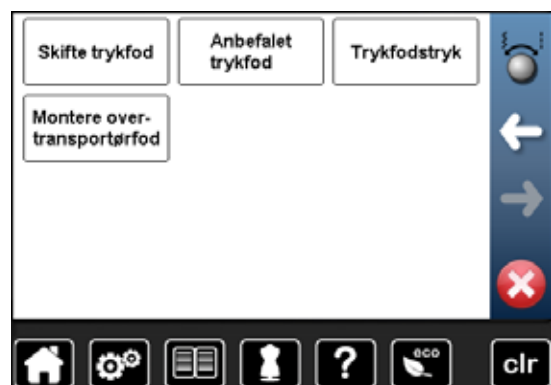 Skifte trykfod
Anbefalet
trykfod
Trykfodstryk
Montere over-
transportørfod
?
eco
clr